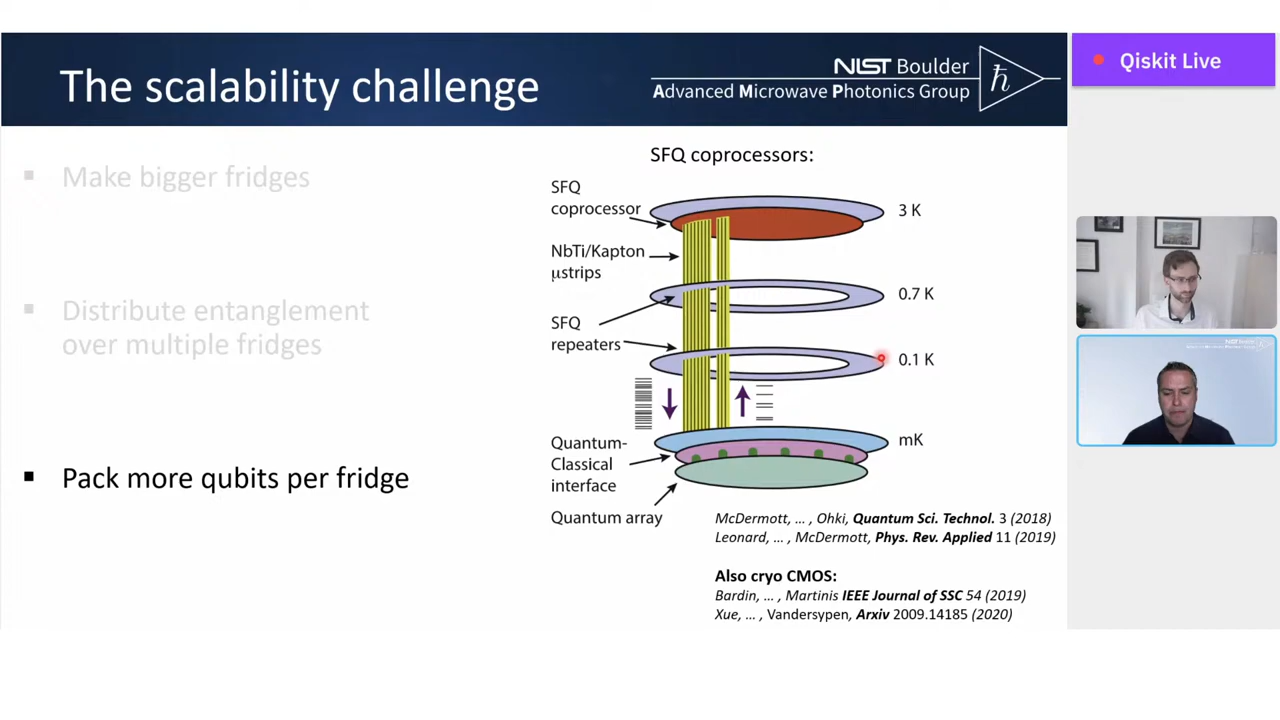 The scalability challenge
NIST Boulder
Advanced Microwave Photonics Group
ħ
Qiskit Live
▪ Make bigger fridges
▪ Distribute entanglement
over multiple fridges
▪ Pack more qubits per fridge
SFQ coprocessors:
SFQ
coprocessor
3 K
NbTi/Kapton
μstrips
0.7 K
SFQ
repeaters
0.1 K
mK
Quantum-
Classical
interface
Quantum array
McDermott, … , Ohki, Quantum Sci. Technol. 3 (2018)
Leonard, … , McDermott, Phys. Rev. Applied 11 (2019)
Also cryo CMOS:
Bardin, … , Martinis IEEE Journal of SSC 54 (2019)
Xue, … , Vandersypen, Arxiv 2009.14185 (2020)